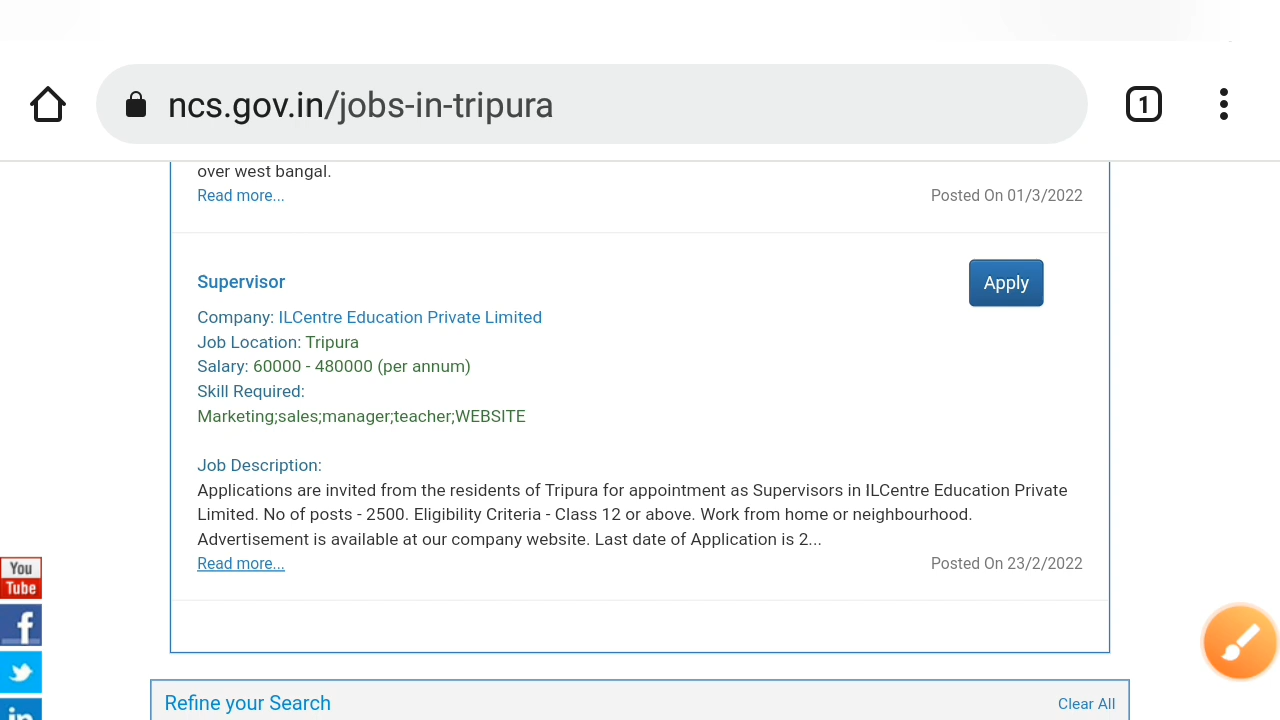 ncs.gov.in/jobs-in-tripura
1
over west bangal.
Read more...
Posted On 01/3/2022
Supervisor
Apply
Company: ILCentre Education Private Limited
Job Location: Tripura
Salary: 60000 - 480000 (per annum)
Skill Required:
Marketing;sales;manager;teacher;WEBSITE
Job Description:
Applications are invited from the residents of Tripura for appointment as Supervisors in ILCentre Education Private
Limited. No of posts - 2500. Eligibility Criteria - Class 12 or above. Work from home or neighbourhood.
Advertisement is available at our company website. Last date of Application is 2...
Read more...
Posted On 23/2/2022
You
Tube
f
in
Refine your Search
Clear All